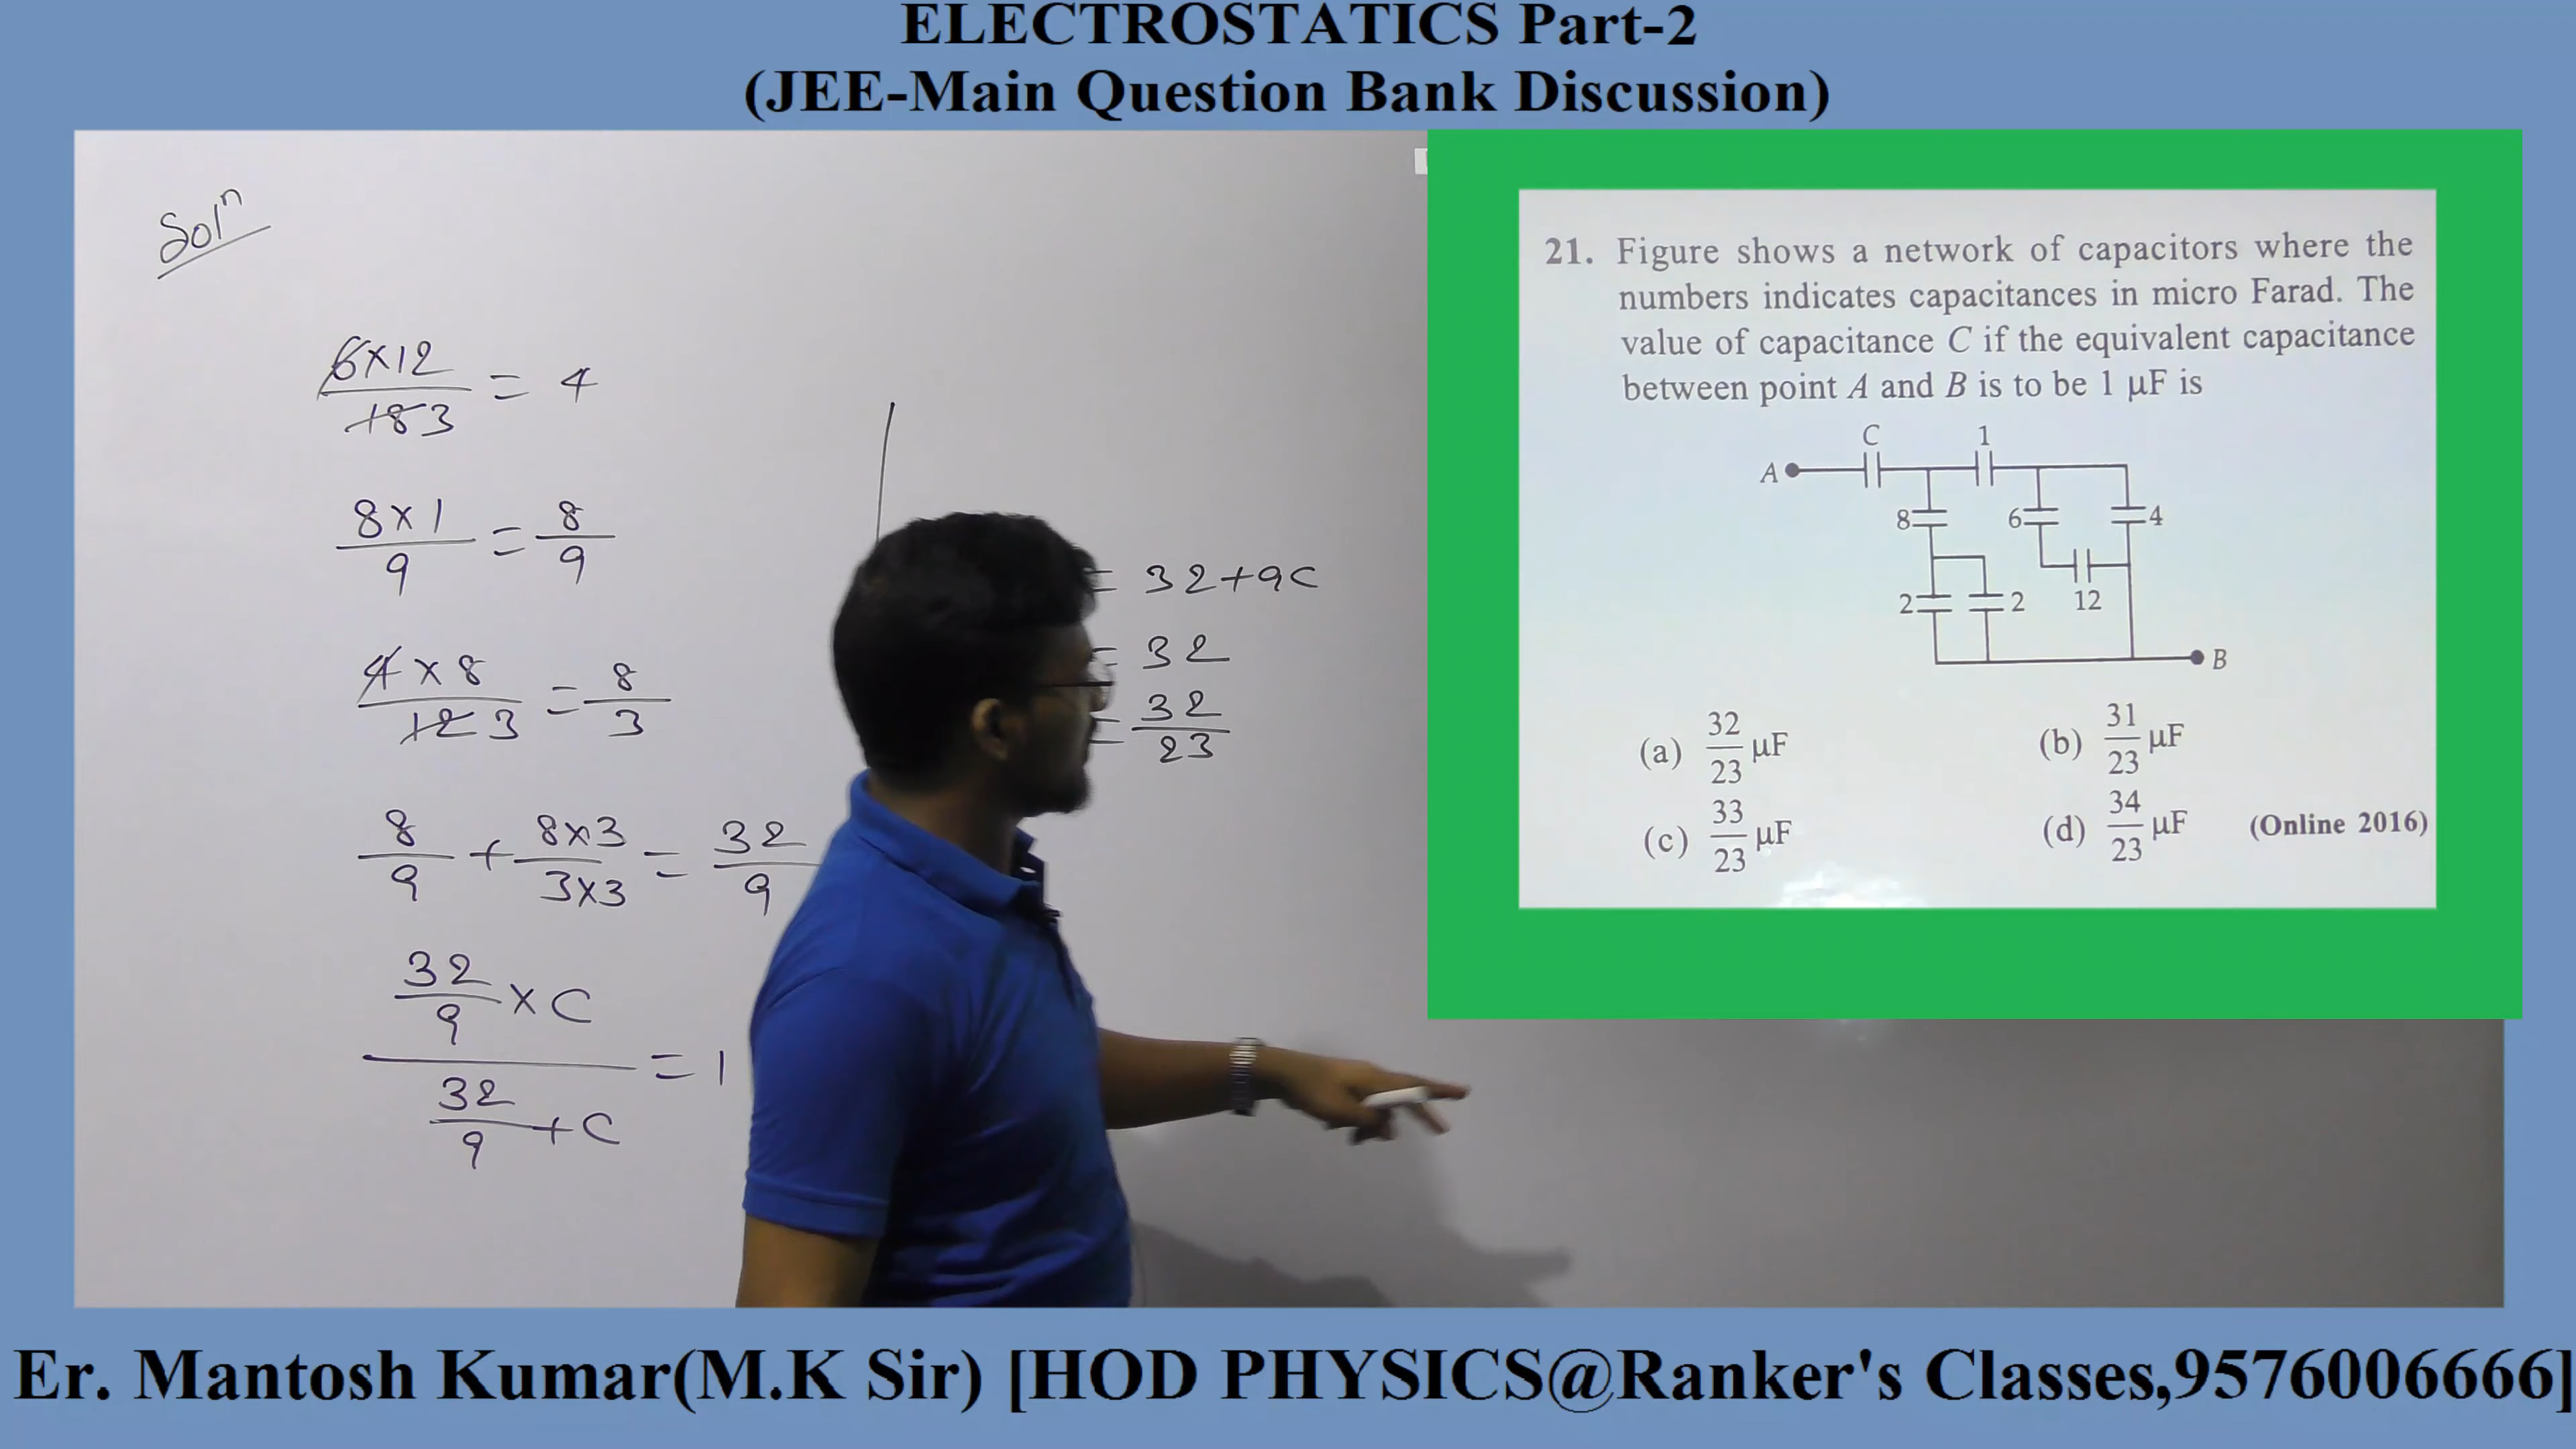 ELECTROSTATICS Part-2
(JEE-Main Question Bank Discussion)
Solⁿ
6×12/18 3 = 4
8×1/9 = 8/9
4×8/12 3 = 8/3
8/9 + 8×3/3×3 = 32/9
32/9 × C
= 1
32/9 + C
= 32+9C
= 32
= 32/23
21. Figure shows a network of capacitors where the
numbers indicates capacitances in micro Farad. The
value of capacitance C if the equivalent capacitance
between point A and B is to be 1 μF is
C 1
A
8 6 4
2 2 12
B
(a) 32/23 μF (b) 31/23 μF
(c) 33/23 μF (d) 34/23 μF (Online 2016)
Er. Mantosh Kumar(M.K Sir) [HOD PHYSICS@Ranker's Classes,9576006666]